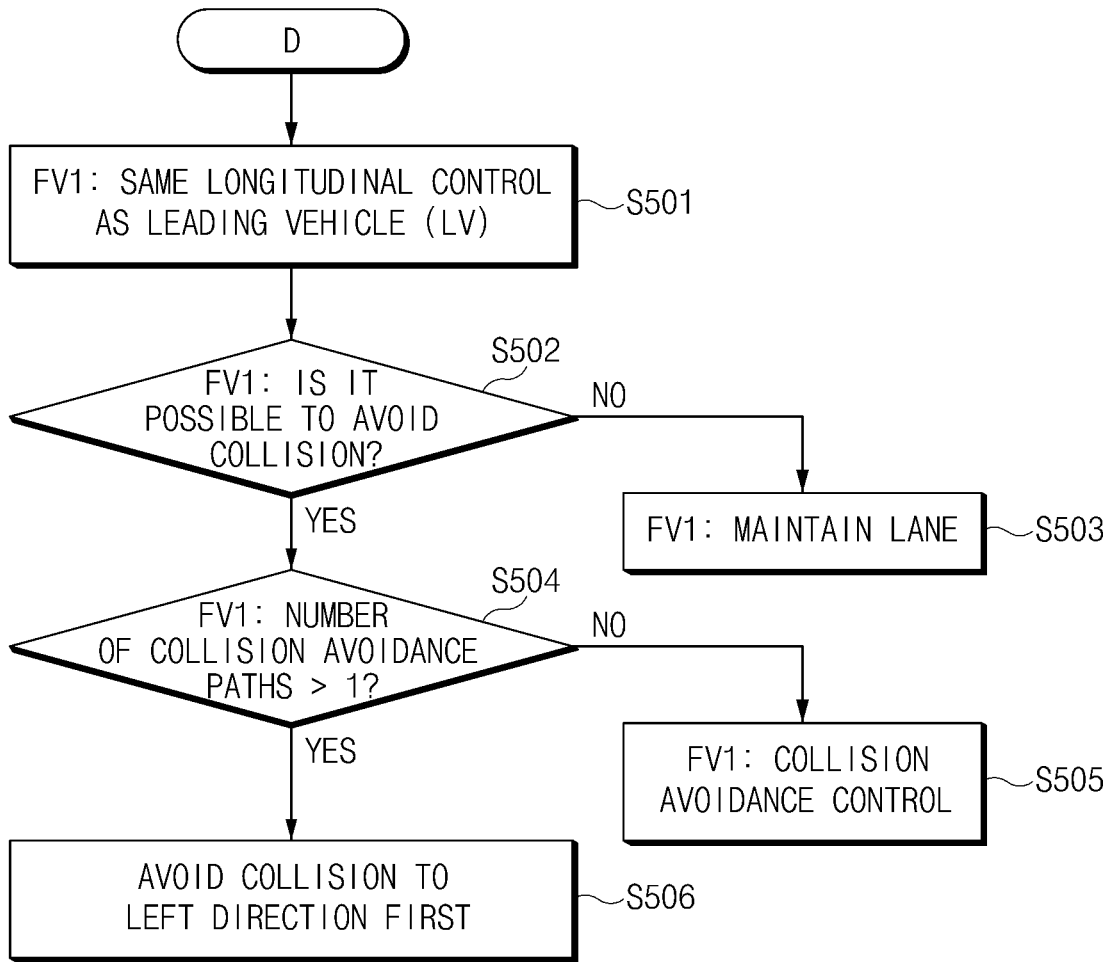 D
FV1: SAME LONGITUDINAL CONTROL
AS LEADING VEHICLE (LV)
S501
S502
FV1: IS IT
POSSIBLE TO AVOID
COLLISION?
NO
YES
FV1: MAINTAIN LANE
S503
S504
FV1: NUMBER
OF COLLISION AVOIDANCE
PATHS > 1?
NO
YES
FV1: COLLISION
AVOIDANCE CONTROL
S505
AVOID COLLISION TO
LEFT DIRECTION FIRST
S506